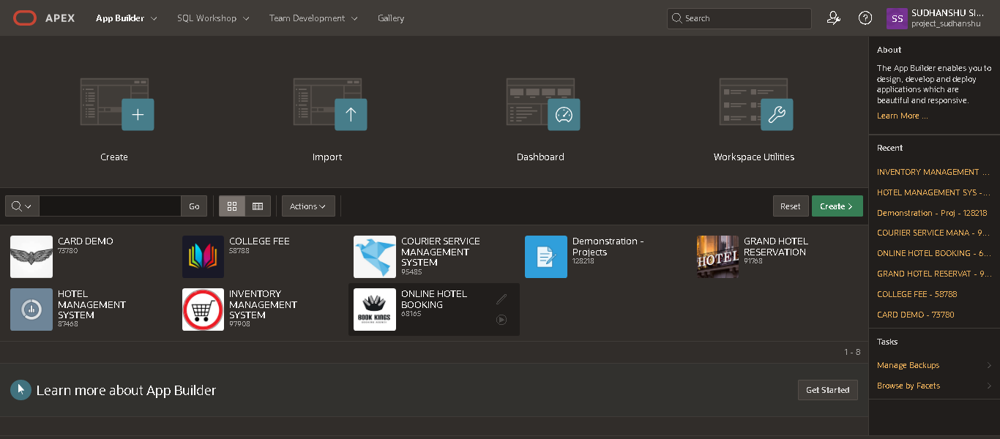 APEX
App Builder
SQL Workshop
Team Development
Gallery
Search
SS
SUDHANSHU SI...
project_sudhanshu
Create
Import
Dashboard
Workspace Utilities
About
The App Builder enables you to
design, develop and deploy
applications which are
beautiful and responsive.
Learn More ...
Recent
INVENTORY MANAGEMENT ...
HOTEL MANAGEMENT SYS -...
Demonstration - Proj - 128218
COURIER SERVICE MANA - 9...
ONLINE HOTEL BOOKING - 6...
GRAND HOTEL RESERVAT - 9...
COLLEGE FEE - 58788
CARD DEMO - 73780
Tasks
Manage Backups
Browse by Facets
Go
Actions
Reset
Create
CARD DEMO
73780
COLLEGE FEE
58788
COURIER SERVICE
MANAGEMENT
SYSTEM
95485
Demonstration -
Projects
128218
HOTEL
GRAND HOTEL
RESERVATION
91768
HOTEL
MANAGEMENT
SYSTEM
87468
INVENTORY
MANAGEMENT
SYSTEM
97908
BOOK KINGS
ONLINE HOTEL
BOOKING
68165
1 - 8
Learn more about App Builder
Get Started